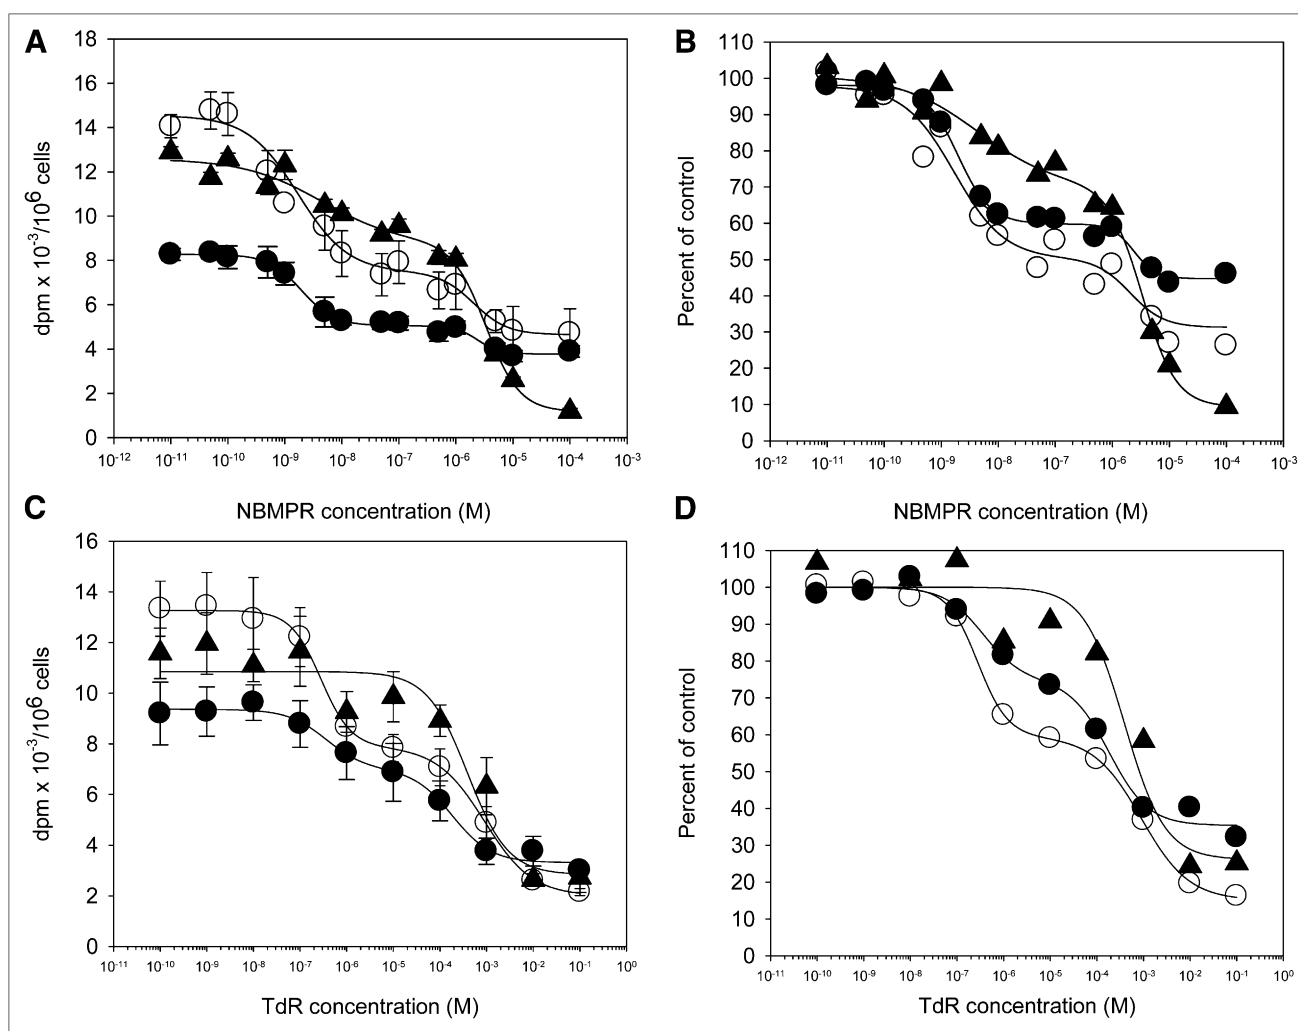 A
18
16
14
12
10
8
6
4
2
0
dpm x 10⁻³/10⁶ cells
10⁻¹² 10⁻¹¹ 10⁻¹⁰ 10⁻⁹ 10⁻⁸ 10⁻⁷ 10⁻⁶ 10⁻⁵ 10⁻⁴ 10⁻³
NBMPR concentration (M)
B
110
100
90
80
70
60
50
40
30
20
10
0
Percent of control
10⁻¹² 10⁻¹¹ 10⁻¹⁰ 10⁻⁹ 10⁻⁸ 10⁻⁷ 10⁻⁶ 10⁻⁵ 10⁻⁴ 10⁻³
NBMPR concentration (M)
C
16
14
12
10
8
6
4
2
0
dpm x 10⁻³/10⁶ cells
10⁻¹¹ 10⁻¹⁰ 10⁻⁹ 10⁻⁸ 10⁻⁷ 10⁻⁶ 10⁻⁵ 10⁻⁴ 10⁻³ 10⁻² 10⁻¹ 10⁰
TdR concentration (M)
D
110
100
90
80
70
60
50
40
30
20
10
0
Percent of control
10⁻¹¹ 10⁻¹⁰ 10⁻⁹ 10⁻⁸ 10⁻⁷ 10⁻⁶ 10⁻⁵ 10⁻⁴ 10⁻³ 10⁻² 10⁻¹ 10⁰
TdR concentration (M)